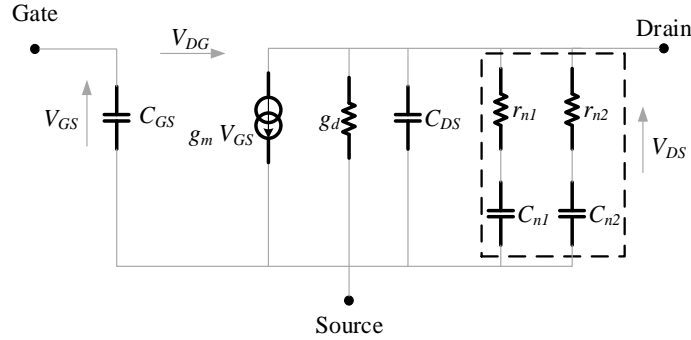 Gate
Drain
V_DG
V_GS
C_GS
g_m V_GS
g_d
C_DS
r_n1
r_n2
V_DS
C_n1
C_n2
Source